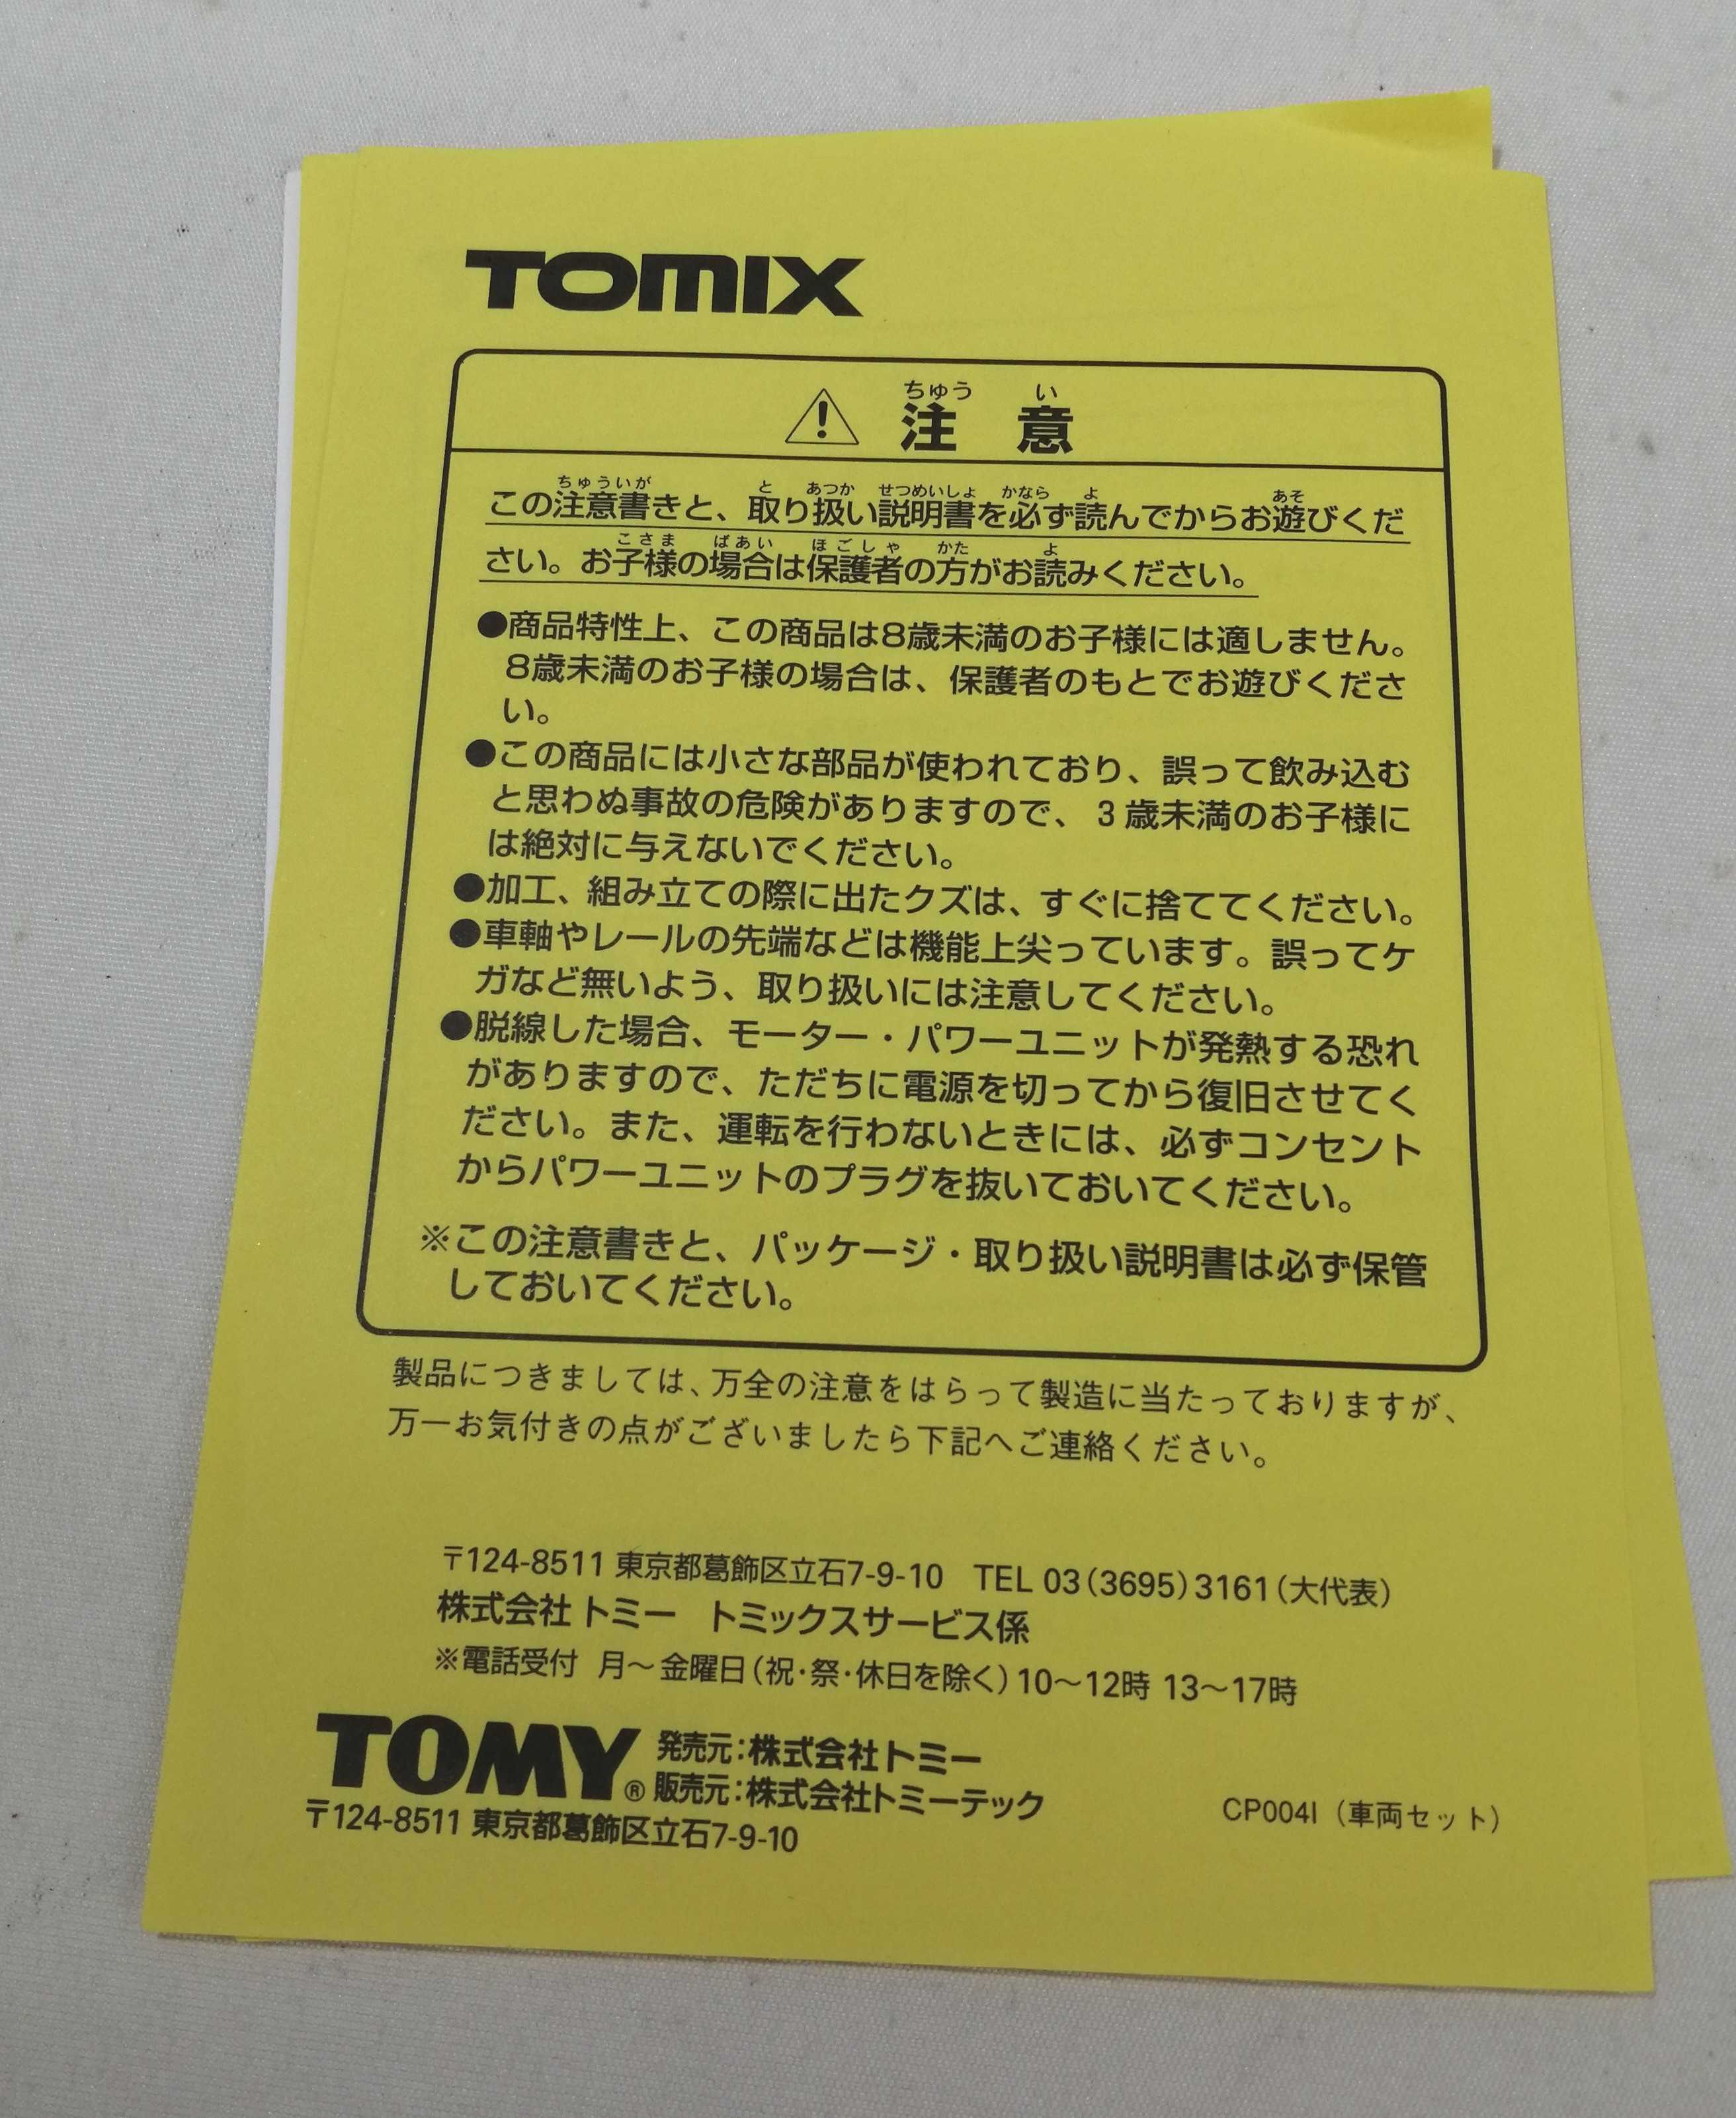 TOMIX
ちゅう い
注 意
ちゅういが と あつか せつめいしょ かなら よ あそ
この注意書きと、取り扱い説明書を必ず読んでからお遊びくだ
こさま ばあい ほごしゃ かた よ
さい。お子様の場合は保護者の方がお読みください。
●商品特性上、この商品は8歳未満のお子様には適しません。
8歳未満のお子様の場合は、保護者のもとでお遊びくださ
い。
●この商品には小さな部品が使われており、誤って飲み込む
と思わぬ事故の危険がありますので、3歳未満のお子様に
は絶対に与えないでください。
●加工、組み立ての際に出たクズは、すぐに捨ててください。
●車軸やレールの先端などは機能上尖っています。誤ってケ
ガなど無いよう、取り扱いには注意してください。
●脱線した場合、モーター・パワーユニットが発熱する恐れ
がありますので、ただちに電源を切ってから復旧させてく
ださい。また、運転を行わないときには、必ずコンセント
からパワーユニットのプラグを抜いておいてください。
※この注意書きと、パッケージ・取り扱い説明書は必ず保管
しておいてください。
製品につきましては、万全の注意をはらって製造に当たっておりますが、
万一お気付きの点がございましたら下記へご連絡ください。
〒124-8511 東京都葛飾区立石7-9-10 TEL 03(3695)3161(大代表)
株式会社 トミー トミックスサービス係
※電話受付 月～金曜日(祝・祭・休日を除く)10～12時 13～17時
TOMY® 発売元:株式会社トミー
販売元:株式会社トミーテック
〒124-8511 東京都葛飾区立石7-9-10
CP004I（車両セット）